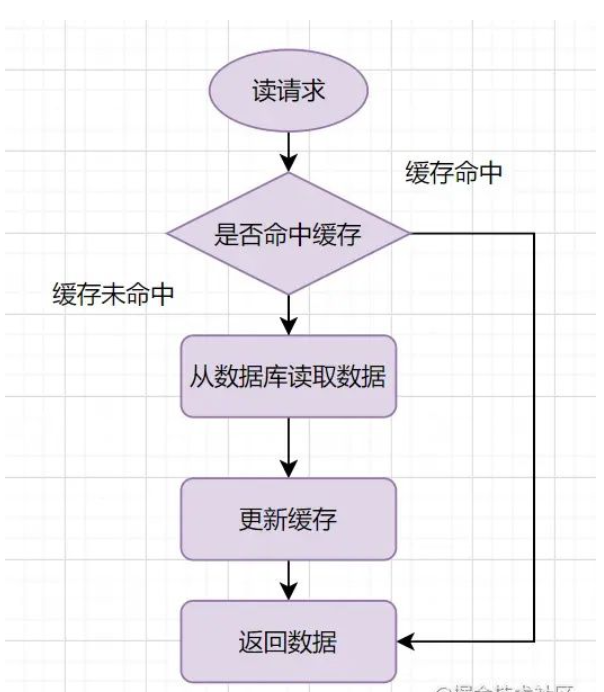 读请求
缓存命中
是否命中缓存
缓存未命中
从数据库读取数据
更新缓存
返回数据